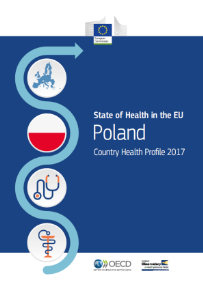 State of Health in the EU
Poland
Country Health Profile 2017
OECD